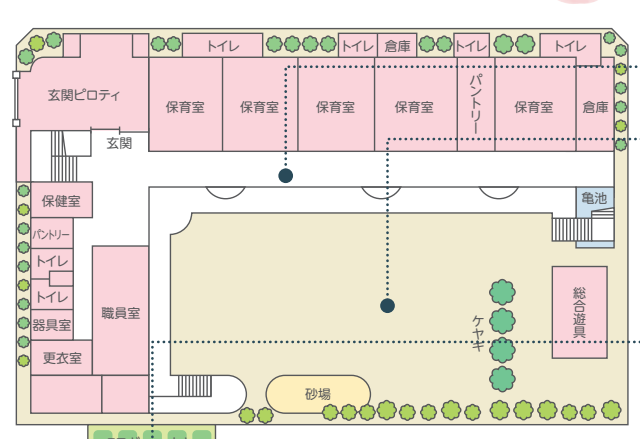 トイレ
トイレ
倉庫
トイレ
トイレ
玄関ピロティ
保育室
保育室
保育室
保育室
パントリー
保育室
倉庫
玄関
保健室
亀池
パントリー
トイレ
トイレ
職員室
総合遊具
器具室
ケヤキ
更衣室
砂場